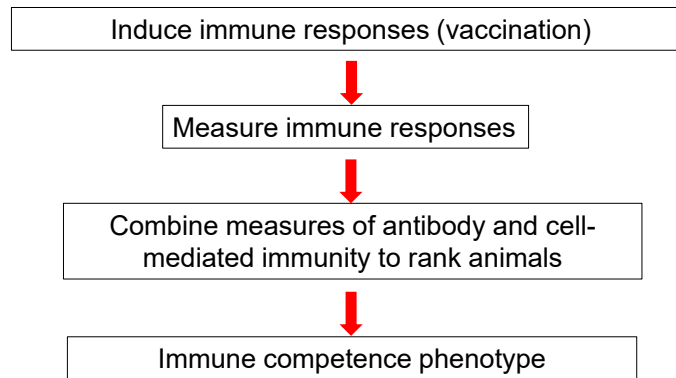 Induce immune responses (vaccination)
Measure immune responses
Combine measures of antibody and cell-
mediated immunity to rank animals
Immune competence phenotype